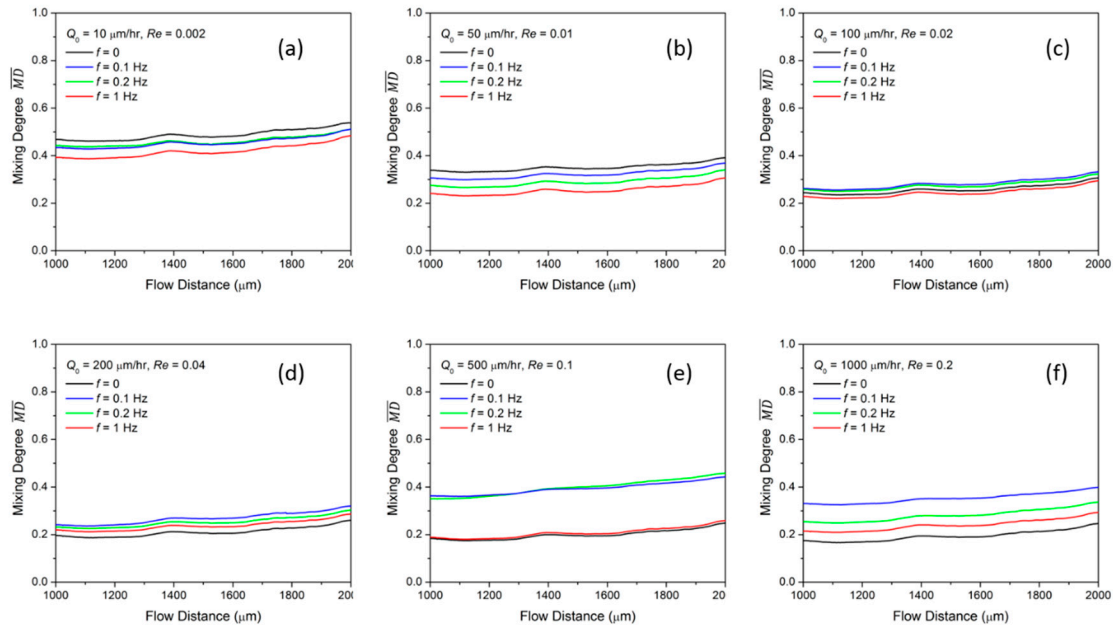 Q₀ = 10 μm/hr, Re = 0.002
(a)
f = 0
f = 0.1 Hz
f = 0.2 Hz
f = 1 Hz
Mixing Degree M̅D̅
1.0
0.8
0.6
0.4
0.2
0.0
1000 1200 1400 1600 1800 200
Flow Distance (μm)
Q₀ = 50 μm/hr, Re = 0.01
(b)
f = 0
f = 0.1 Hz
f = 0.2 Hz
f = 1 Hz
Mixing Degree M̅D̅
1.0
0.8
0.6
0.4
0.2
0.0
1000 1200 1400 1600 1800 20
Flow Distance (μm)
Q₀ = 100 μm/hr, Re = 0.02
(c)
f = 0
f = 0.1 Hz
f = 0.2 Hz
f = 1 Hz
Mixing Degree M̅D̅
1.0
0.8
0.6
0.4
0.2
0.0
1000 1200 1400 1600 1800 2000
Flow Distance (μm)
Q₀ = 200 μm/hr, Re = 0.04
(d)
f = 0
f = 0.1 Hz
f = 0.2 Hz
f = 1 Hz
Mixing Degree M̅D̅
1.0
0.8
0.6
0.4
0.2
0.0
1000 1200 1400 1600 1800 200
Flow Distance (μm)
Q₀ = 500 μm/hr, Re = 0.1
(e)
f = 0
f = 0.1 Hz
f = 0.2 Hz
f = 1 Hz
Mixing Degree M̅D̅
1.0
0.8
0.6
0.4
0.2
0.0
1000 1200 1400 1600 1800 20
Flow Distance (μm)
Q₀ = 1000 μm/hr, Re = 0.2
(f)
f = 0
f = 0.1 Hz
f = 0.2 Hz
f = 1 Hz
Mixing Degree M̅D̅
1.0
0.8
0.6
0.4
0.2
0.0
1000 1200 1400 1600 1800 2000
Flow Distance (μm)